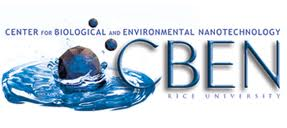 CENTER FOR BIOLOGICAL AND ENVIRONMENTAL NANOTECHNOLOGY
CBEN
RICE UNIVERSITY